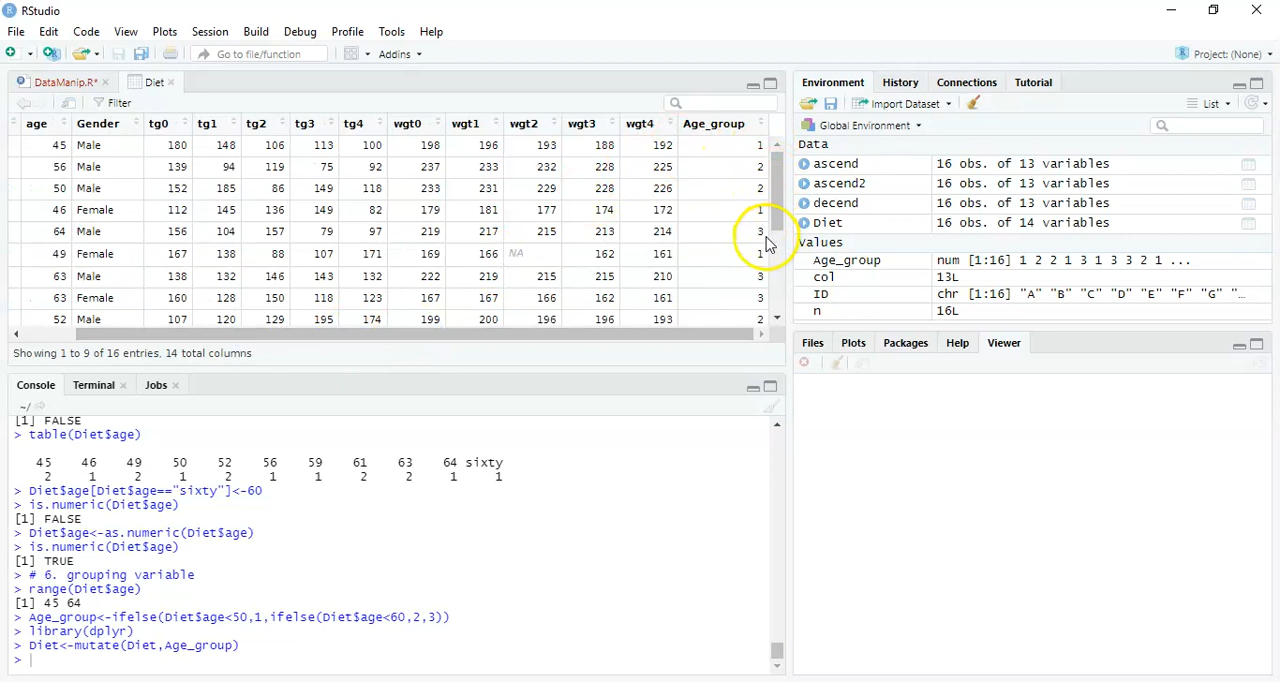 RStudio
File Edit Code View Plots Session Build Debug Profile Tools Help
Go to file/function Addins Project: (None)
DataManip.R* Diet
Filter
age Gender tg0 tg1 tg2 tg3 tg4 wgt0 wgt1 wgt2 wgt3 wgt4 Age_group
45 Male 180 148 106 113 100 198 196 193 188 192 1
56 Male 139 94 119 75 92 237 233 232 228 225 2
50 Male 152 185 86 149 118 233 231 229 228 226 2
46 Female 112 145 136 149 82 179 181 177 174 172 1
64 Male 156 104 157 79 97 219 217 215 213 214 3
49 Female 167 138 88 107 171 169 166 NA 162 161 1
63 Male 138 132 146 143 132 222 219 215 215 210 3
63 Female 160 128 150 118 123 167 167 166 162 161 3
52 Male 107 120 129 195 174 199 200 196 196 193 2
Showing 1 to 9 of 16 entries, 14 total columns
Console Terminal Jobs
~/
[1] FALSE
> table(Diet$age)
45 46 49 50 52 56 59 61 63 64 sixty
2 1 2 1 2 1 1 2 2 1 1
> Diet$age[Diet$age=="sixty"]<-60
> is.numeric(Diet$age)
[1] FALSE
> Diet$age<-as.numeric(Diet$age)
> is.numeric(Diet$age)
[1] TRUE
> # 6. grouping variable
> range(Diet$age)
[1] 45 64
> Age_group<-ifelse(Diet$age<50,1,ifelse(Diet$age<60,2,3))
> library(dplyr)
> Diet<-mutate(Diet,Age_group)
>
Environment History Connections Tutorial
Import Dataset List
Global Environment
Data
ascend 16 obs. of 13 variables
ascend2 16 obs. of 13 variables
decend 16 obs. of 13 variables
Diet 16 obs. of 14 variables
Values
Age_group num [1:16] 1 2 2 1 3 1 3 3 2 1 ...
col 13L
ID chr [1:16] "A" "B" "C" "D" "E" "F" "G" "…
n 16L
Files Plots Packages Help Viewer